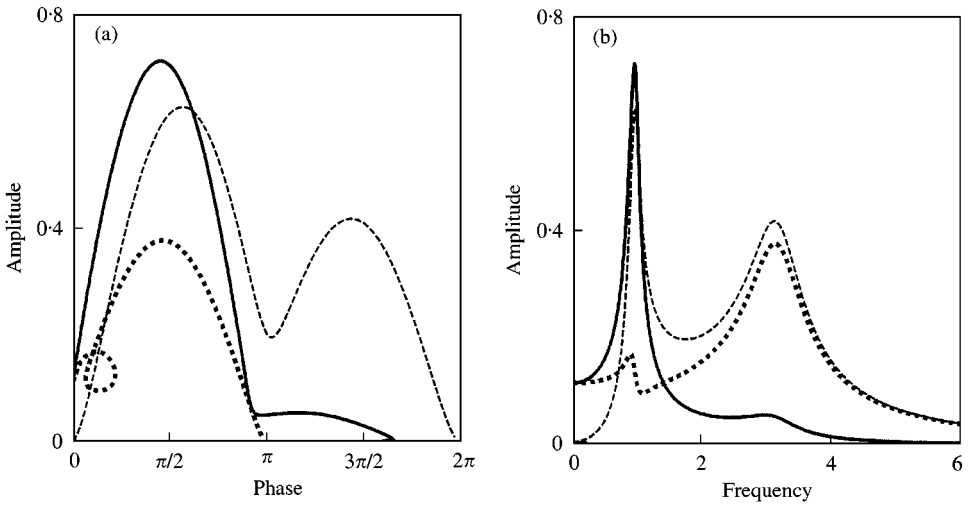 (a)
0·8
0·4
0
Amplitude
0 π/2 π 3π/2 2π
Phase
(b)
0·8
0·4
0
Amplitude
0 2 4 6
Frequency